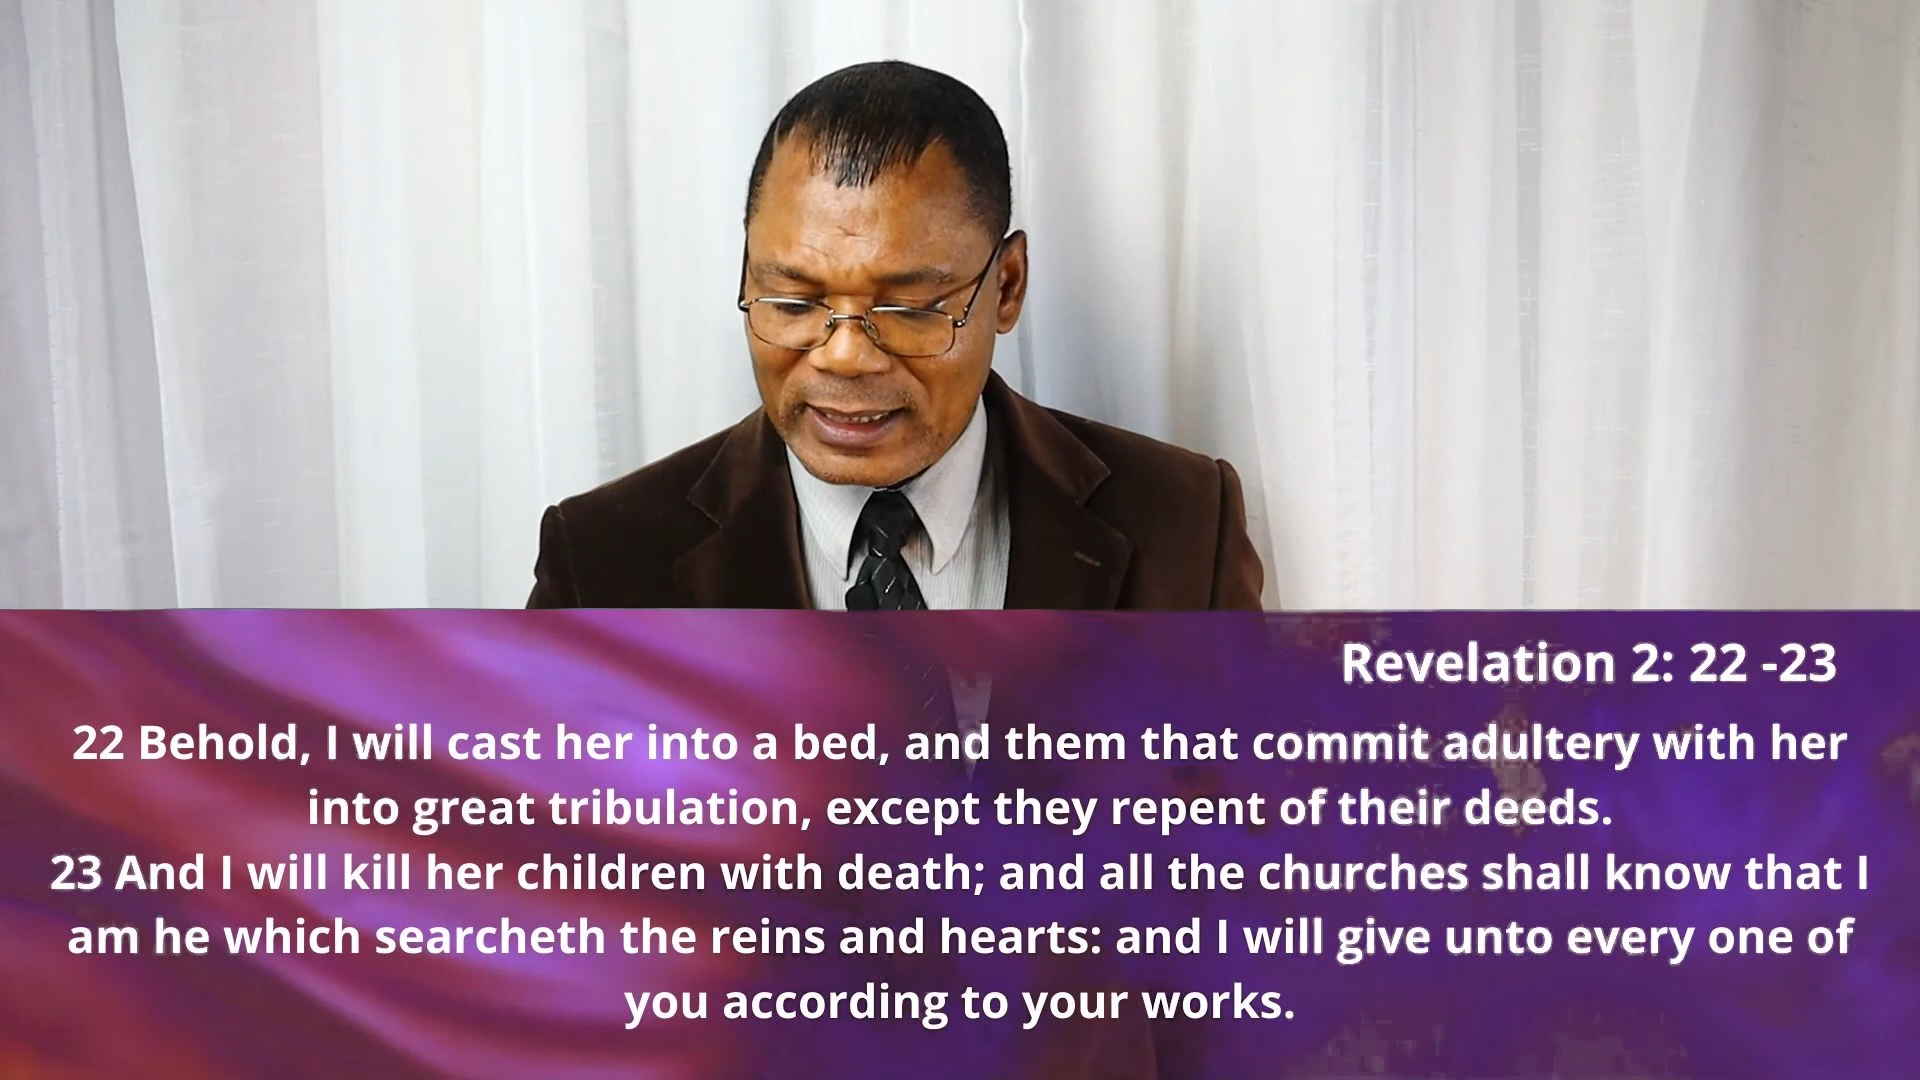 Revelation 2: 22 -23
22 Behold, I will cast her into a bed, and them that commit adultery with her
into great tribulation, except they repent of their deeds.
23 And I will kill her children with death; and all the churches shall know that I
am he which searcheth the reins and hearts: and I will give unto every one of
you according to your works.